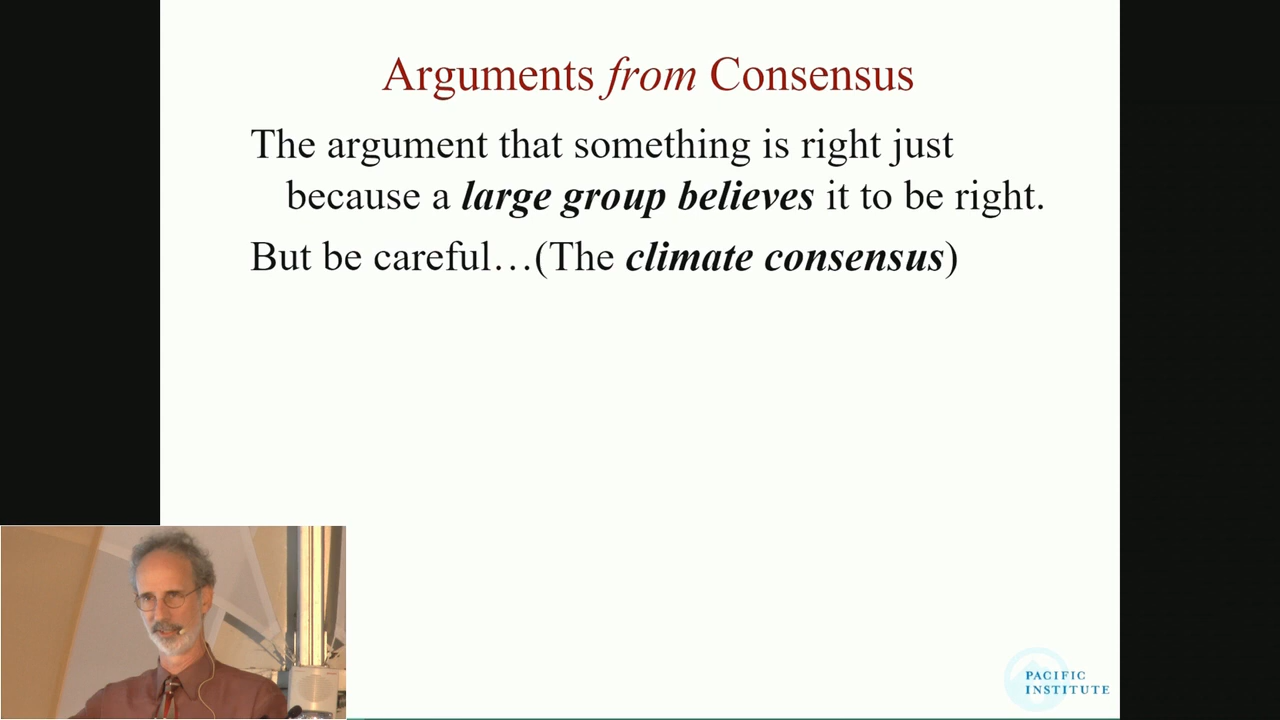 Arguments from Consensus
The argument that something is right just
because a large group believes it to be right.
But be careful…(The climate consensus)
PACIFIC
INSTITUTE